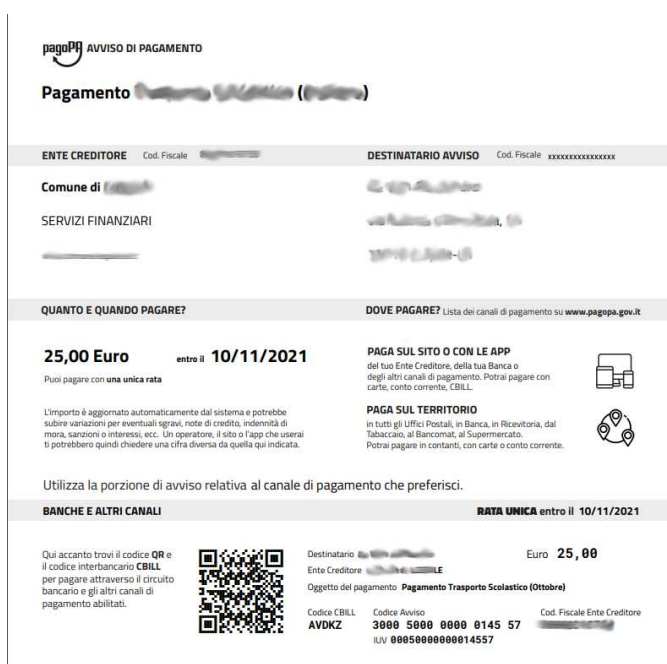 pagoPA AVVISO DI PAGAMENTO
Pagamento ( )
ENTE CREDITORE Cod. Fiscale
DESTINATARIO AVVISO Cod. Fiscale xxxxxxxxxxxxxxxx
Comune di
SERVIZI FINANZIARI
QUANTO E QUANDO PAGARE?
25,00 Euro entro il 10/11/2021
Puoi pagare con una unica rata
L'importo è aggiornato automaticamente dal sistema e potrebbe
subire variazioni per eventuali sgravi, note di credito, indennità di
mora, sanzioni o interessi, ecc. Un operatore, il sito o l'app che userai
ti potrebbero quindi chiedere una cifra diversa da quella qui indicata.
DOVE PAGARE? Lista dei canali di pagamento su www.pagopa.gov.it
PAGA SUL SITO O CON LE APP
del tuo Ente Creditore, della tua Banca o
degli altri canali di pagamento. Potrai pagare con
carte, conto corrente, CBILL.
PAGA SUL TERRITORIO
in tutti gli Uffici Postali, in Banca, in Ricevitoria, dal
Tabaccaio, al Bancomat, al Supermercato.
Potrai pagare in contanti, con carte o conto corrente.
Utilizza la porzione di avviso relativa al canale di pagamento che preferisci.
BANCHE E ALTRI CANALI
RATA UNICA entro il 10/11/2021
Qui accanto trovi il codice QR e
il codice interbancario CBILL
per pagare attraverso il circuito
bancario e gli altri canali di
pagamento abilitati.
Destinatario
Euro 25,00
Ente Creditore LE
Oggetto del pagamento Pagamento Trasporto Scolastico (Ottobre)
Codice CBILL Codice Avviso Cod. Fiscale Ente Creditore
AVDKZ 3000 5000 0000 0145 57
IUV 00050000000014557